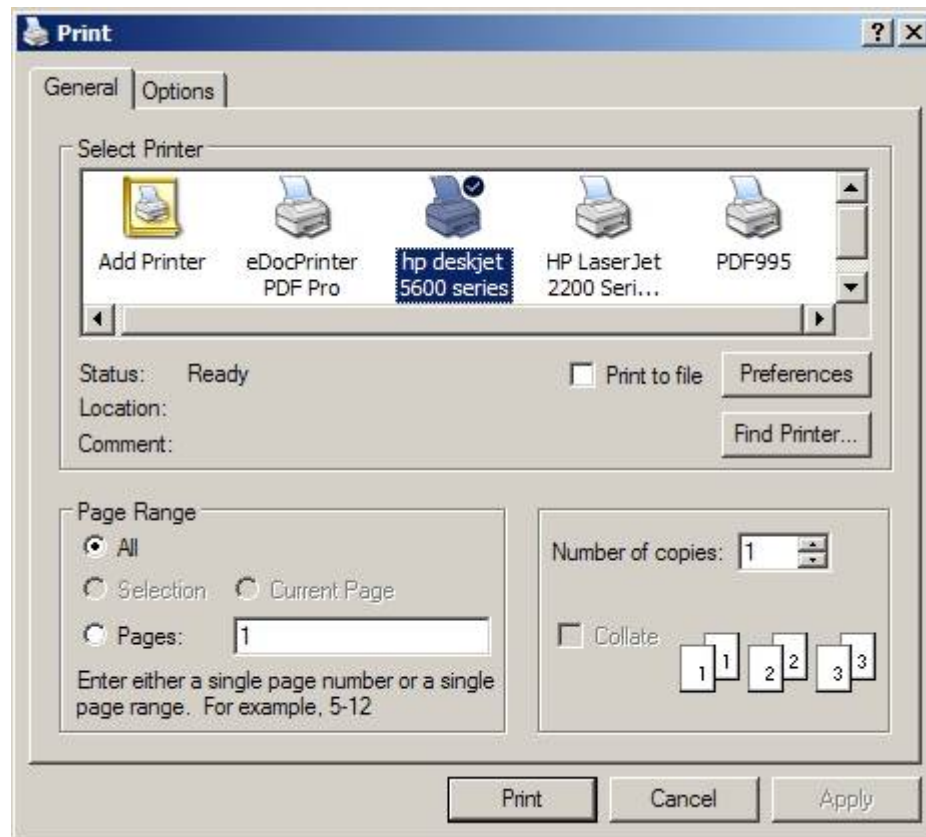 Print
General Options
Select Printer
Add Printer
eDocPrinter
PDF Pro
hp deskjet
5600 series
HP LaserJet
2200 Seri...
PDF995
Status: Ready
Print to file
Preferences
Location:
Comment:
Find Printer...
Page Range
All
Selection Current Page
Pages: 1
Enter either a single page number or a single
page range. For example, 5-12
Number of copies: 1
Collate
1 1 2 2 3 3
Print Cancel Apply